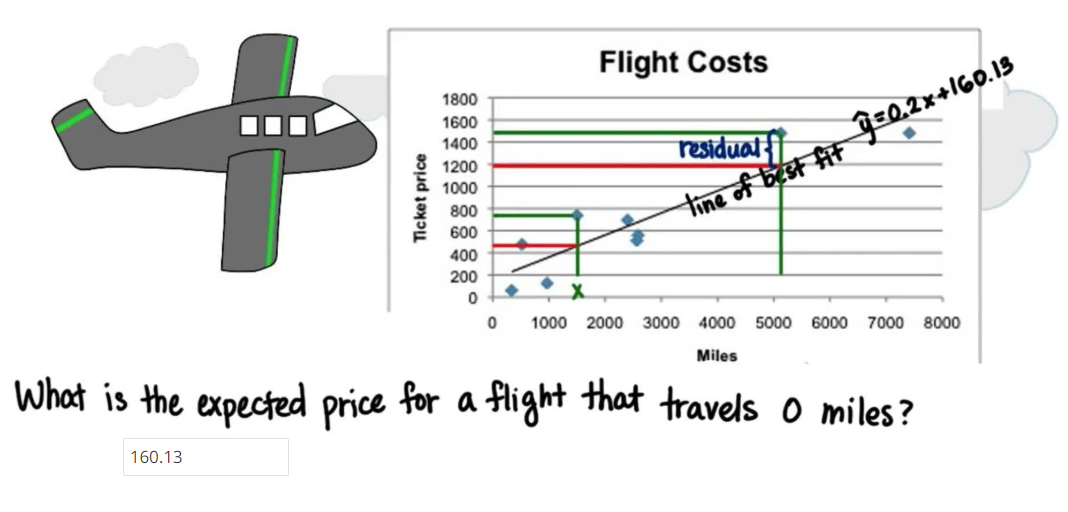 Flight Costs
ŷ=0.2x+160.13
1800
1600
1400
1200
1000
800
600
400
200
0
Ticket price
residual{
line of best fit
x
0 1000 2000 3000 4000 5000 6000 7000 8000
Miles
What is the expected price for a flight that travels 0 miles?
160.13